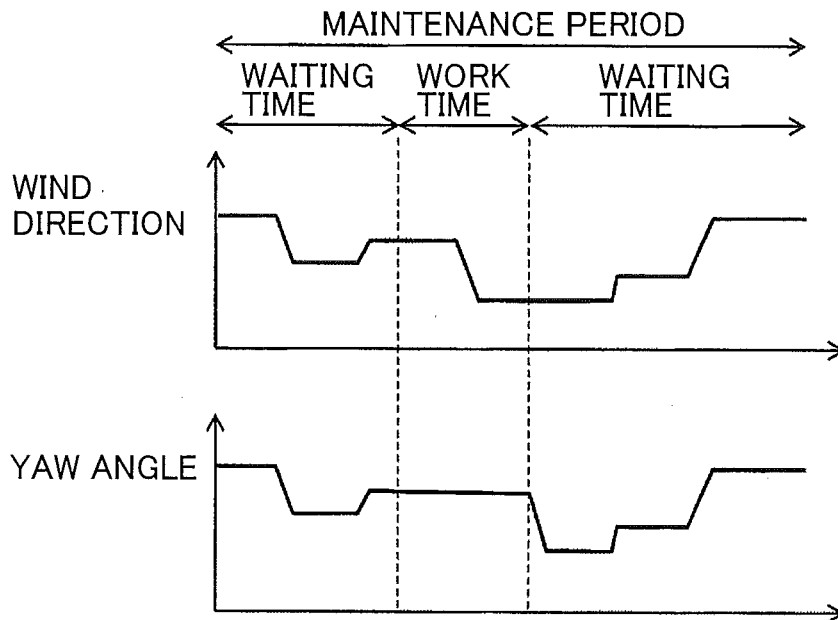 MAINTENANCE PERIOD
WAITING TIME
WORK TIME
WAITING TIME
WIND DIRECTION
YAW ANGLE